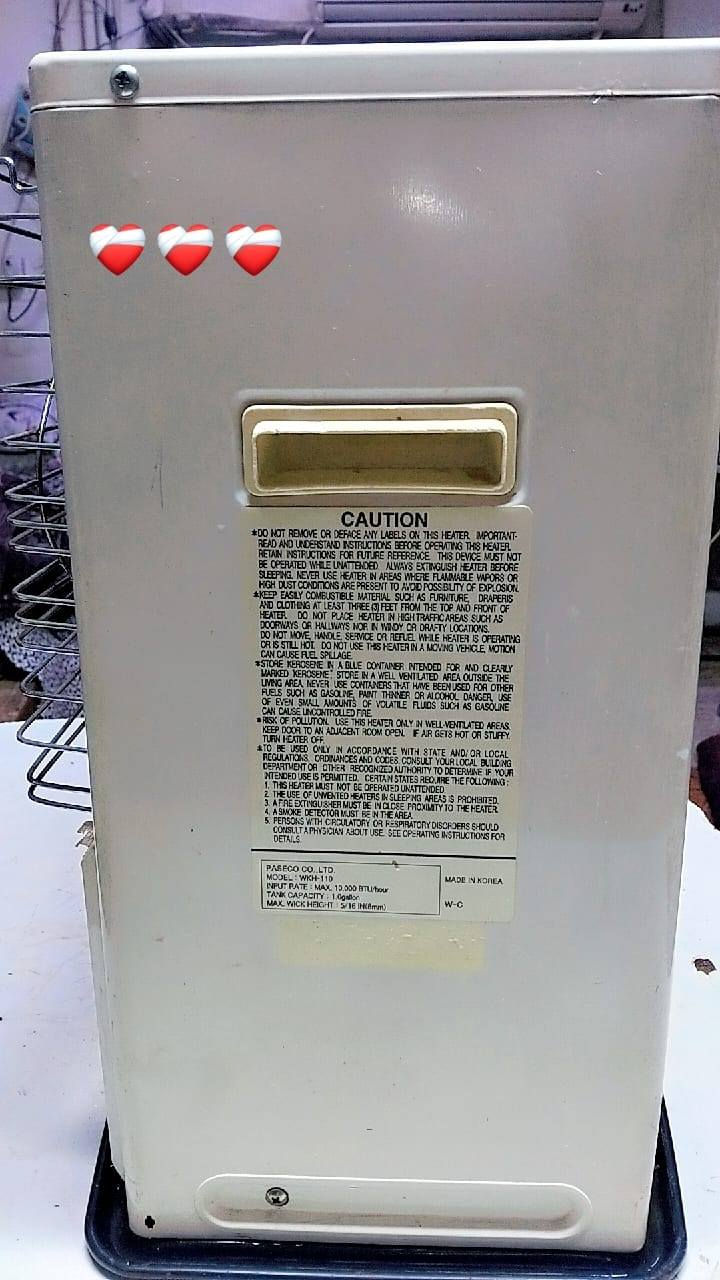 CAUTION
*DO NOT REMOVE OR DEFACE ANY LABELS ON THIS HEATER. IMPORTANT-
READ AND UNDERSTAND INSTRUCTIONS BEFORE OPERATING THIS HEATER.
RETAIN INSTRUCTIONS FOR FUTURE REFERENCE. THIS DEVICE MUST NOT
BE OPERATED WHILE UNATTENDED. ALWAYS EXTINGUISH HEATER BEFORE
SLEEPING. NEVER USE HEATER IN AREAS WHERE FLAMMABLE VAPORS OR
HIGH DUST CONDITIONS ARE PRESENT TO AVOID POSSIBILITY OF EXPLOSION.
*KEEP EASILY COMBUSTIBLE MATERIAL SUCH AS FURNITURE, DRAPERIS
AND CLOTHING AT LEAST THREE (3) FEET FROM THE TOP AND FRONT OF
HEATER. DO NOT PLACE HEATER IN HIGH TRAFFIC AREAS SUCH AS
DOORWAYS OR HALLWAYS NOR IN WINDY OR DRAFTY LOCATIONS.
DO NOT MOVE, HANDLE, SERVICE OR REFUEL WHILE HEATER IS OPERATING
OR IS STILL HOT. DO NOT USE THIS HEATER IN A MOVING VEHICLE, MOTION
CAN CAUSE FUEL SPILLAGE.
*STORE KEROSENE IN A BLUE CONTAINER INTENDED FOR AND CLEARLY
MARKED KEROSENE. STORE IN A WELL VENTILATED AREA OUTSIDE THE
LIVING AREA. NEVER USE CONTAINERS THAT HAVE BEEN USED FOR OTHER
FUELS SUCH AS GASOLINE, PAINT THINNER OR ALCOHOL. DANGER, USE
OF EVEN SMALL AMOUNTS OF VOLATILE FLUIDS SUCH AS GASOLINE
CAN CAUSE UNCONTROLLED FIRE.
*RISK OF POLLUTION. USE THIS HEATER ONLY IN WELL-VENTILATED AREAS.
KEEP DOOR TO AN ADJACENT ROOM OPEN. IF AIR GETS HOT OR STUFFY,
TURN HEATER OFF.
*TO BE USED ONLY IN ACCORDANCE WITH STATE AND/OR LOCAL
REGULATIONS, ORDINANCES AND CODES. CONSULT YOUR LOCAL BUILDING
DEPARTMENT OR OTHER RECOGNIZED AUTHORITY TO DETERMINE IF YOUR
INTENDED USE IS PERMITTED. CERTAIN STATES REQUIRE THE FOLLOWING :
1. THIS HEATER MUST NOT BE OPERATED UNATTENDED
2. THE USE OF UNVENTED HEATERS IN SLEEPING AREAS IS PROHIBITED.
3. A FIRE EXTINGUISHER MUST BE IN CLOSE PROXIMITY TO THE HEATER.
4. A SMOKE DETECTOR MUST BE IN THE AREA.
5. PERSONS WITH CIRCULATORY OR RESPIRATORY DISORDERS SHOULD
CONSULT A PHYSICIAN ABOUT USE. SEE OPERATING INSTRUCTIONS FOR
DETAILS.
PASECO CO., LTD.
MODEL : WKH-110
INPUT RATE : MAX. 10.000 BTU/hour
TANK CAPACITY : 1.0gallon
MAX. WICK HEIGHT : 5/16 IN(8mm)
MADE IN KOREA
W-C